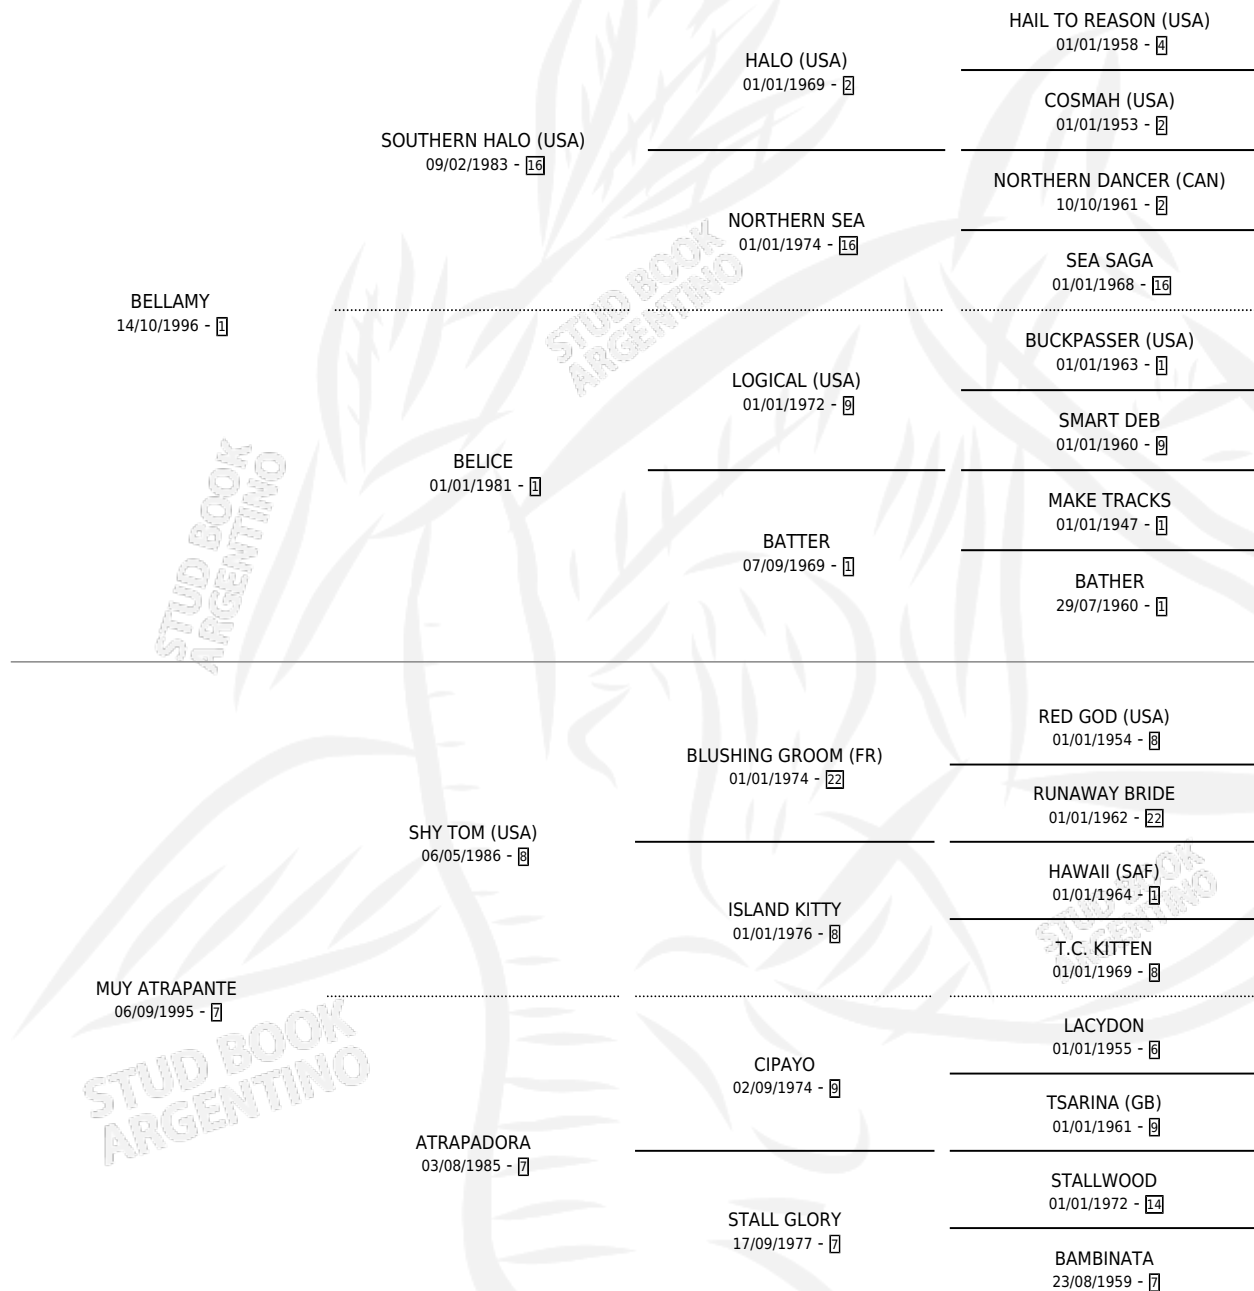 HAIL TO REASON (USA)
01/01/1958 - 4
HALO (USA)
01/01/1969 - 2
COSMAH (USA)
01/01/1953 - 2
SOUTHERN HALO (USA)
09/02/1983 - 16
NORTHERN DANCER (CAN)
10/10/1961 - 2
NORTHERN SEA
01/01/1974 - 16
SEA SAGA
01/01/1968 - 16
BELLAMY
14/10/1996 - 1
BUCKPASSER (USA)
01/01/1963 - 1
LOGICAL (USA)
01/01/1972 - 9
SMART DEB
01/01/1960 - 9
BELICE
01/01/1981 - 1
MAKE TRACKS
01/01/1947 - 1
BATTER
07/09/1969 - 1
BATHER
29/07/1960 - 1
RED GOD (USA)
01/01/1954 - 8
BLUSHING GROOM (FR)
01/01/1974 - 22
RUNAWAY BRIDE
01/01/1962 - 22
SHY TOM (USA)
06/05/1986 - 8
HAWAII (SAF)
01/01/1964 - 1
ISLAND KITTY
01/01/1976 - 8
T.C. KITTEN
01/01/1969 - 8
MUY ATRAPANTE
06/09/1995 - 7
LACYDON
01/01/1955 - 6
CIPAYO
02/09/1974 - 9
TSARINA (GB)
01/01/1961 - 9
ATRAPADORA
03/08/1985 - 7
STALLWOOD
01/01/1972 - 14
STALL GLORY
17/09/1977 - 7
BAMBINATA
23/08/1959 - 7
STUD BOOK
ARGENTINO
STUD BOOK
ARGENTINO
STUD BOOK
ARGENTINO
STUD BOOK
ARGENTINO